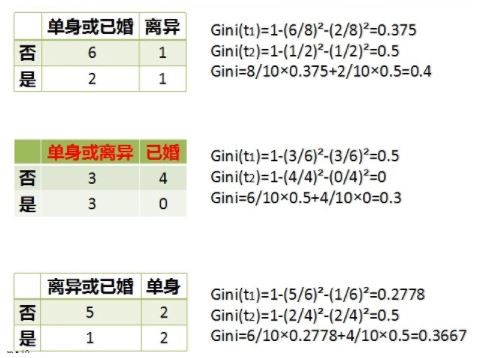 单身或已婚 离异
否 6 1
是 2 1
Gini(t₁)=1-(6/8)²-(2/8)²=0.375
Gini(t₂)=1-(1/2)²-(1/2)²=0.5
Gini=8/10×0.375+2/10×0.5=0.4
单身或离异 已婚
否 3 4
是 3 0
Gini(t₁)=1-(3/6)²-(3/6)²=0.5
Gini(t₂)=1-(4/4)²-(0/4)²=0
Gini=6/10×0.5+4/10×0=0.3
离异或已婚 单身
否 5 2
是 1 2
Gini(t₁)=1-(5/6)²-(1/6)²=0.2778
Gini(t₂)=1-(2/4)²-(2/4)²=0.5
Gini=6/10×0.2778+4/10×0.5=0.3667